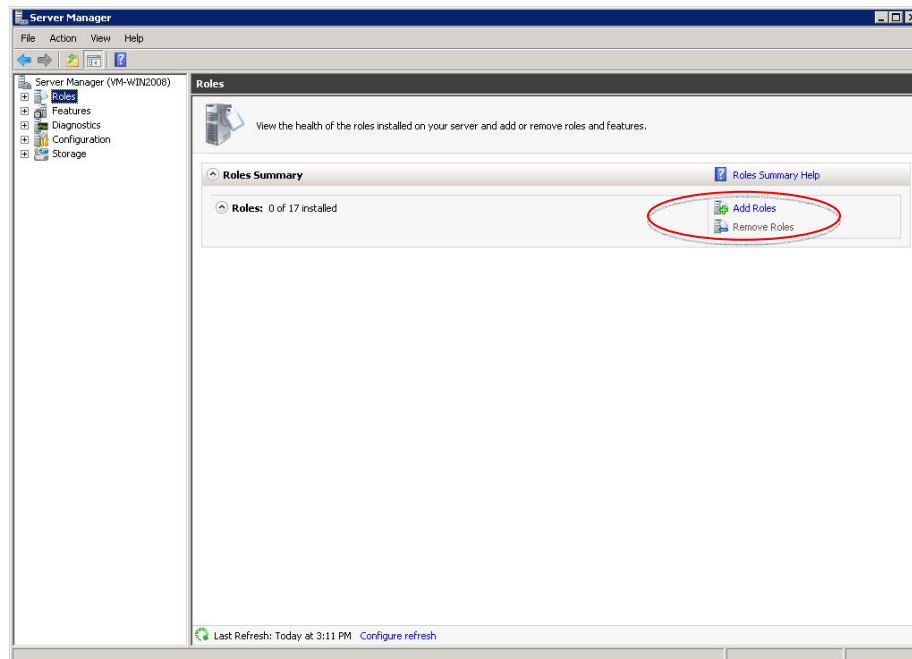 Server Manager
File Action View Help
Server Manager (VM-WIN2008)
Roles
Features
Diagnostics
Configuration
Storage
Roles
View the health of the roles installed on your server and add or remove roles and features.
Roles Summary
Roles Summary Help
Roles: 0 of 17 installed
Add Roles
Remove Roles
Last Refresh: Today at 3:11 PM Configure refresh